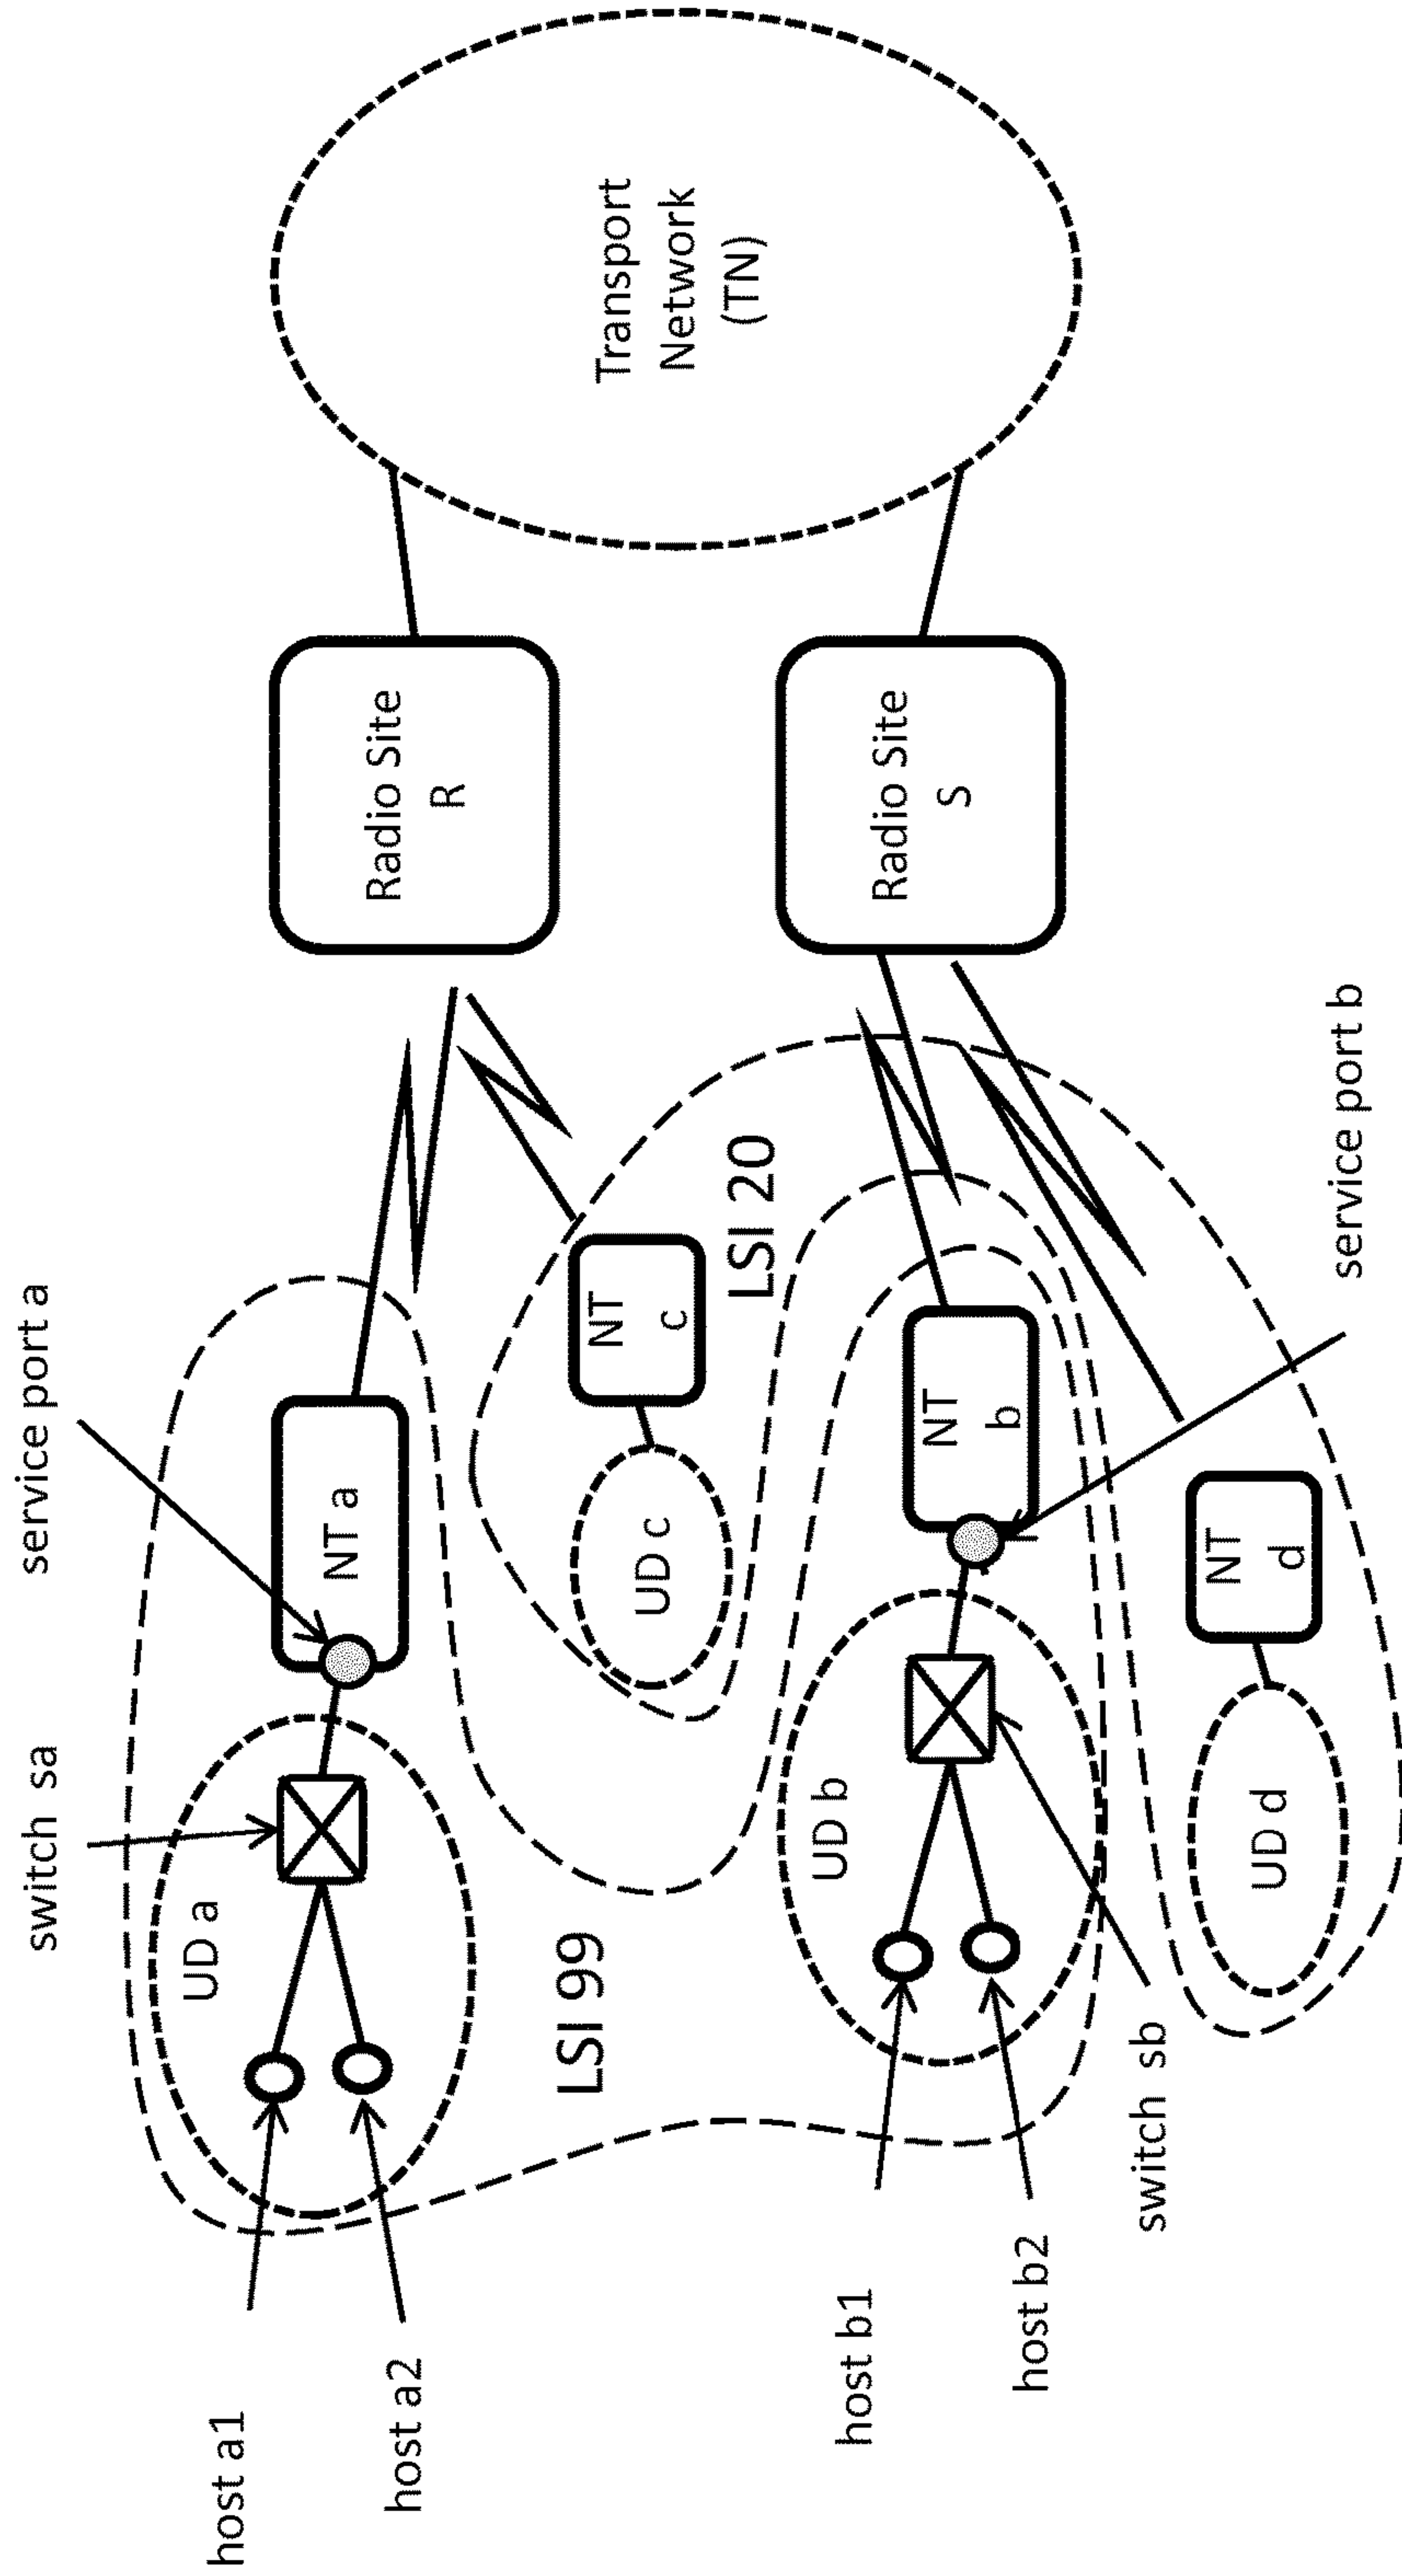 host a1
host a2
switch sa
service port a
UD a
NT a
LSI 99
UD c
NT
c
LSI 20
Radio Site
R
Transport
Network
(TN)
host b1
host b2
UD b
NT
b
Radio Site
S
switch sb
UD d
NT
d
service port b